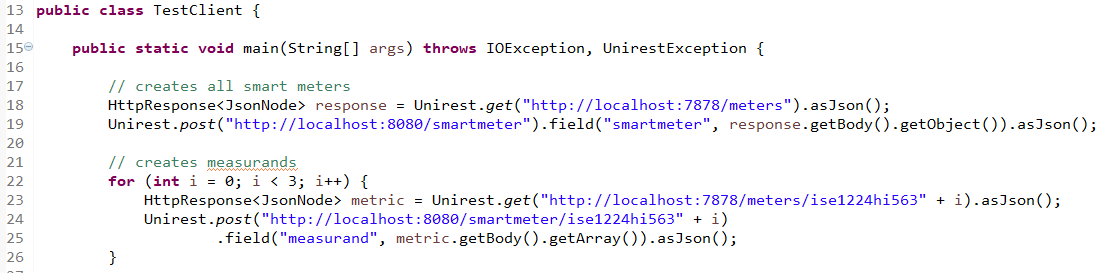 13 public class TestClient {
14
15 public static void main(String[] args) throws IOException, UnirestException {
16
17 // creates all smart meters
18 HttpResponse<JsonNode> response = Unirest.get("http://localhost:7878/meters").asJson();
19 Unirest.post("http://localhost:8080/smartmeter").field("smartmeter", response.getBody().getObject()).asJson();
20
21 // creates measurands
22 for (int i = 0; i < 3; i++) {
23 HttpResponse<JsonNode> metric = Unirest.get("http://localhost:7878/meters/ise1224hi563" + i).asJson();
24 Unirest.post("http://localhost:8080/smartmeter/ise1224hi563" + i)
25 .field("measurand", metric.getBody().getArray()).asJson();
26 }